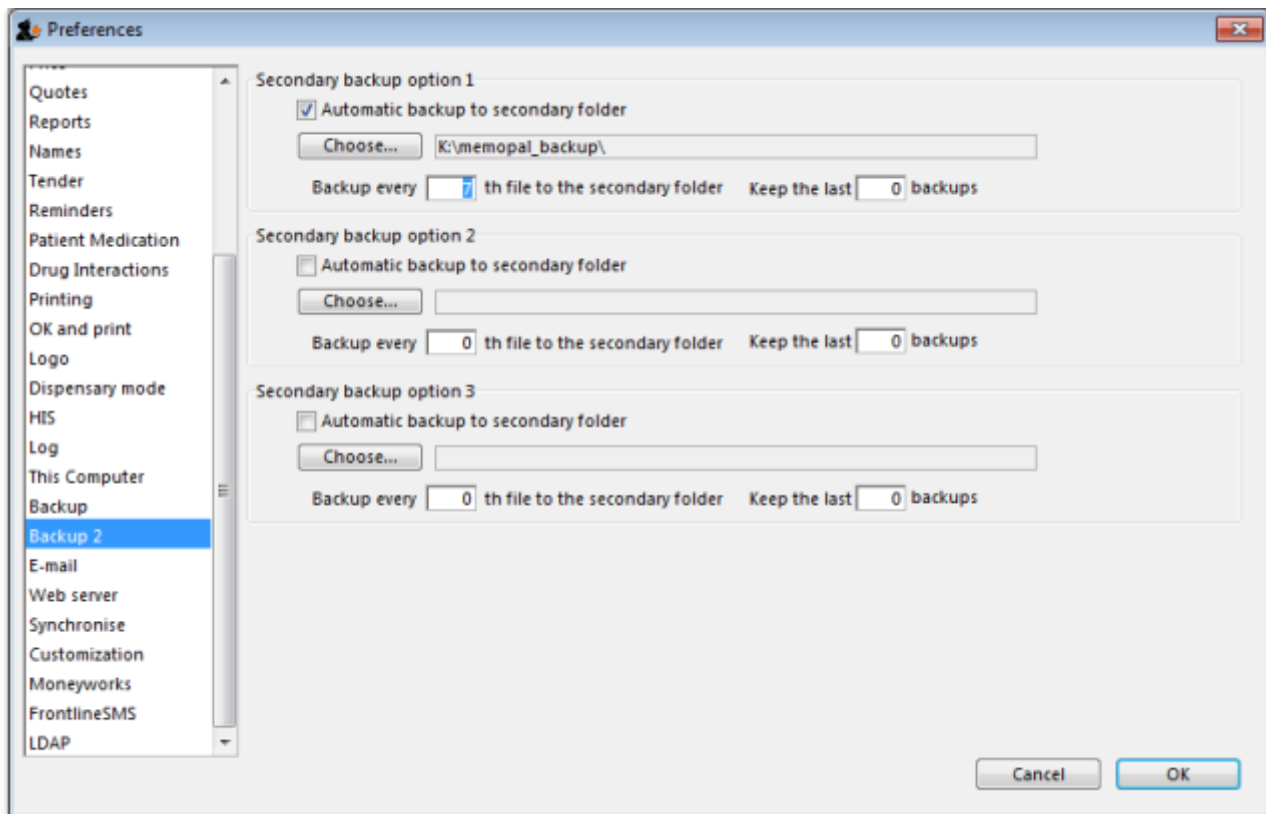 Preferences
Quotes
Reports
Names
Tender
Reminders
Patient Medication
Drug Interactions
Printing
OK and print
Logo
Dispensary mode
HIS
Log
This Computer
Backup
Backup 2
E-mail
Web server
Synchronise
Customization
Moneyworks
FrontlineSMS
LDAP
Secondary backup option 1
Automatic backup to secondary folder
Choose... K:\memopal_backup\
Backup every 7 th file to the secondary folder Keep the last 0 backups
Secondary backup option 2
Automatic backup to secondary folder
Choose...
Backup every 0 th file to the secondary folder Keep the last 0 backups
Secondary backup option 3
Automatic backup to secondary folder
Choose...
Backup every 0 th file to the secondary folder Keep the last 0 backups
Cancel OK